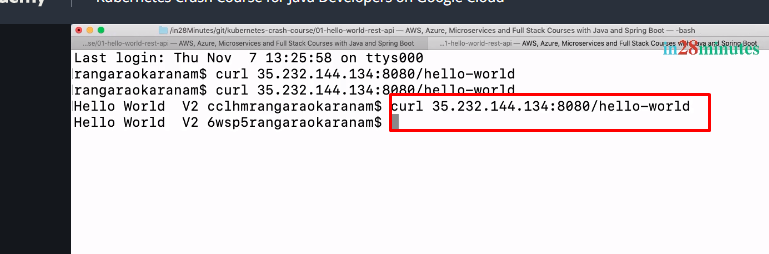 Kubernetes Crash Course for Java Developers on Google Cloud
/in28Minutes/git/kubernetes-crash-course/01-hello-world-rest-api — AWS, Azure, Microservices and Full Stack Courses with Java and Spring Boot — -bash
...ve/01-hello-world-rest-api — AWS, Azure, Microservices and Full Stack Courses with Java and Spring Boot
...1-hello-world-rest-api — AWS, Azure, Microservices and Full Stack Courses with Java and Spring Boot
in28minutes
Last login: Thu Nov  7 13:25:58 on ttys000
rangaraokaranam$ curl 35.232.144.134:8080/hello-world
rangaraokaranam$ curl 35.232.144.134:8080/hello-world
Hello World  V2 cclhmrangaraokaranam$ curl 35.232.144.134:8080/hello-world
Hello World  V2 6wsp5rangaraokaranam$